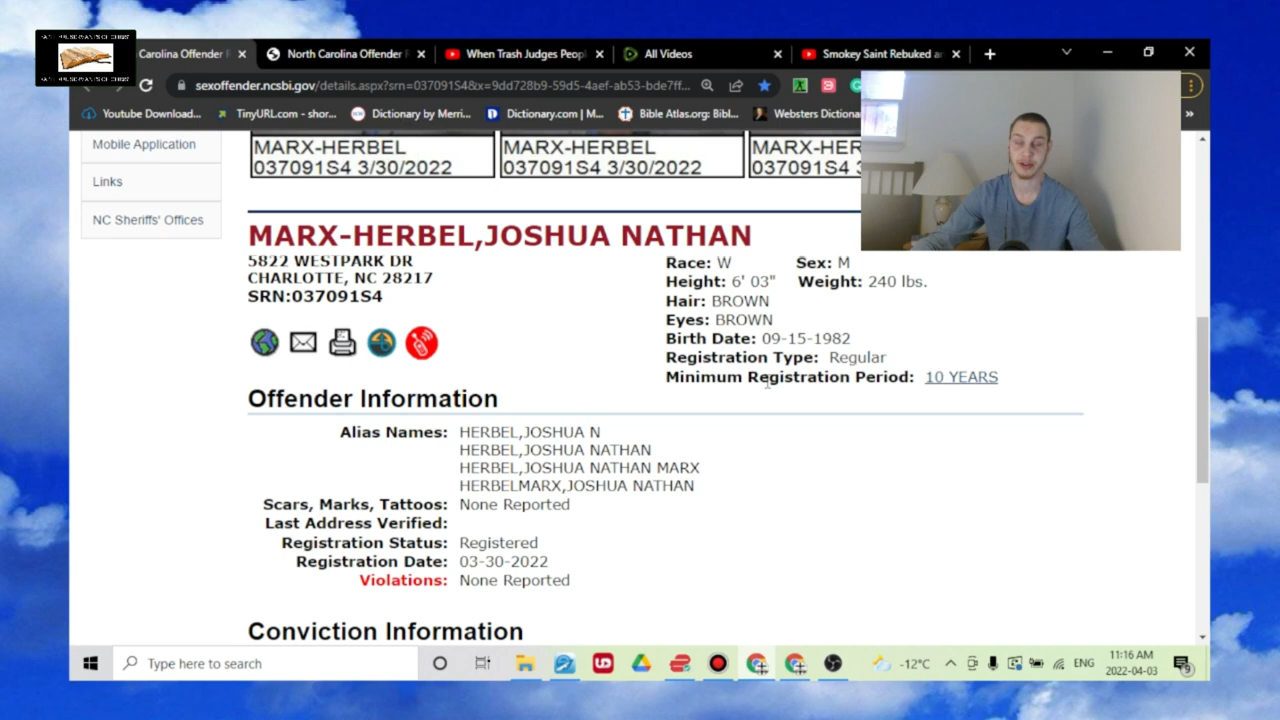 Carolina Offender
North Carolina Offender
When Trash Judges Peop
All Videos
Smokey Saint Rebuked a
sexoffender.ncsbi.gov/details.aspx?srn=037091S4&x=9dd728b9-59d5-4aef-ab53-bde7ff...
Youtube Download...
TinyURL.com - shor...
Dictionary by Merri...
Dictionary.com | M...
Bible Atlas.org: Bibl...
Websters Dictiona
»
Mobile Application
Links
NC Sheriffs' Offices
MARX-HERBEL
037091S4 3/30/2022
MARX-HERBEL
037091S4 3/30/2022
MARX-HER
037091S4 3
MARX-HERBEL,JOSHUA NATHAN
5822 WESTPARK DR
CHARLOTTE, NC 28217
SRN:037091S4
Race: W Sex: M
Height: 6' 03" Weight: 240 lbs.
Hair: BROWN
Eyes: BROWN
Birth Date: 09-15-1982
Registration Type: Regular
Minimum Registration Period: 10 YEARS
Offender Information
Alias Names: HERBEL,JOSHUA N
HERBEL,JOSHUA NATHAN
HERBEL,JOSHUA NATHAN MARX
HERBELMARX,JOSHUA NATHAN
Scars, Marks, Tattoos: None Reported
Last Address Verified:
Registration Status: Registered
Registration Date: 03-30-2022
Violations: None Reported
Conviction Information
Type here to search
-12°C
ENG
11:16 AM
2022-04-03